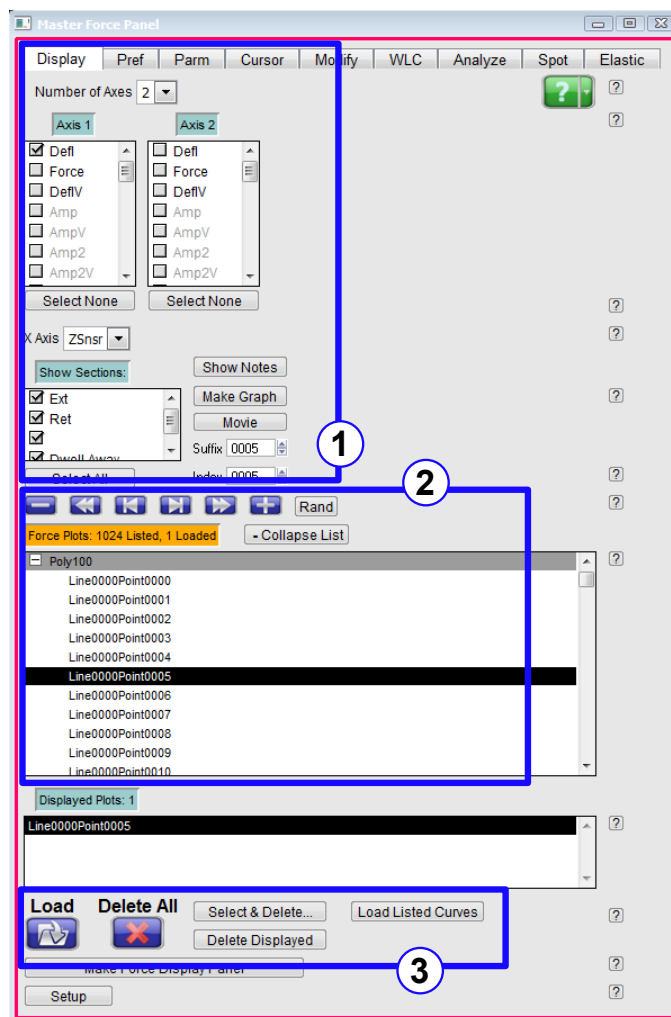 Master Force Panel
Display Pref Parm Cursor Modify WLC Analyze Spot Elastic
Number of Axes 2 ? ?
Axis 1 Axis 2 ?
Defl Defl
Force Force
DeflV DeflV
Amp Amp
AmpV AmpV
Amp2 Amp2
Amp2V Amp2V
Select None Select None ?
X Axis ZSnsr ?
Show Sections: Show Notes
Ext Make Graph ?
Ret Movie
Suffix 0005 1
Dwell Away
Select All Index 0005 ?
2
Rand ?
Force Plots: 1024 Listed, 1 Loaded - Collapse List
Poly100 ?
Line0000Point0000
Line0000Point0001
Line0000Point0002
Line0000Point0003
Line0000Point0004
Line0000Point0005
Line0000Point0006
Line0000Point0007
Line0000Point0008
Line0000Point0009
Line0000Point0010
Displayed Plots: 1
Line0000Point0005 ?
Load Delete All Select & Delete... Load Listed Curves ?
Delete Displayed
3
Make Force Display Panel ?
Setup ?